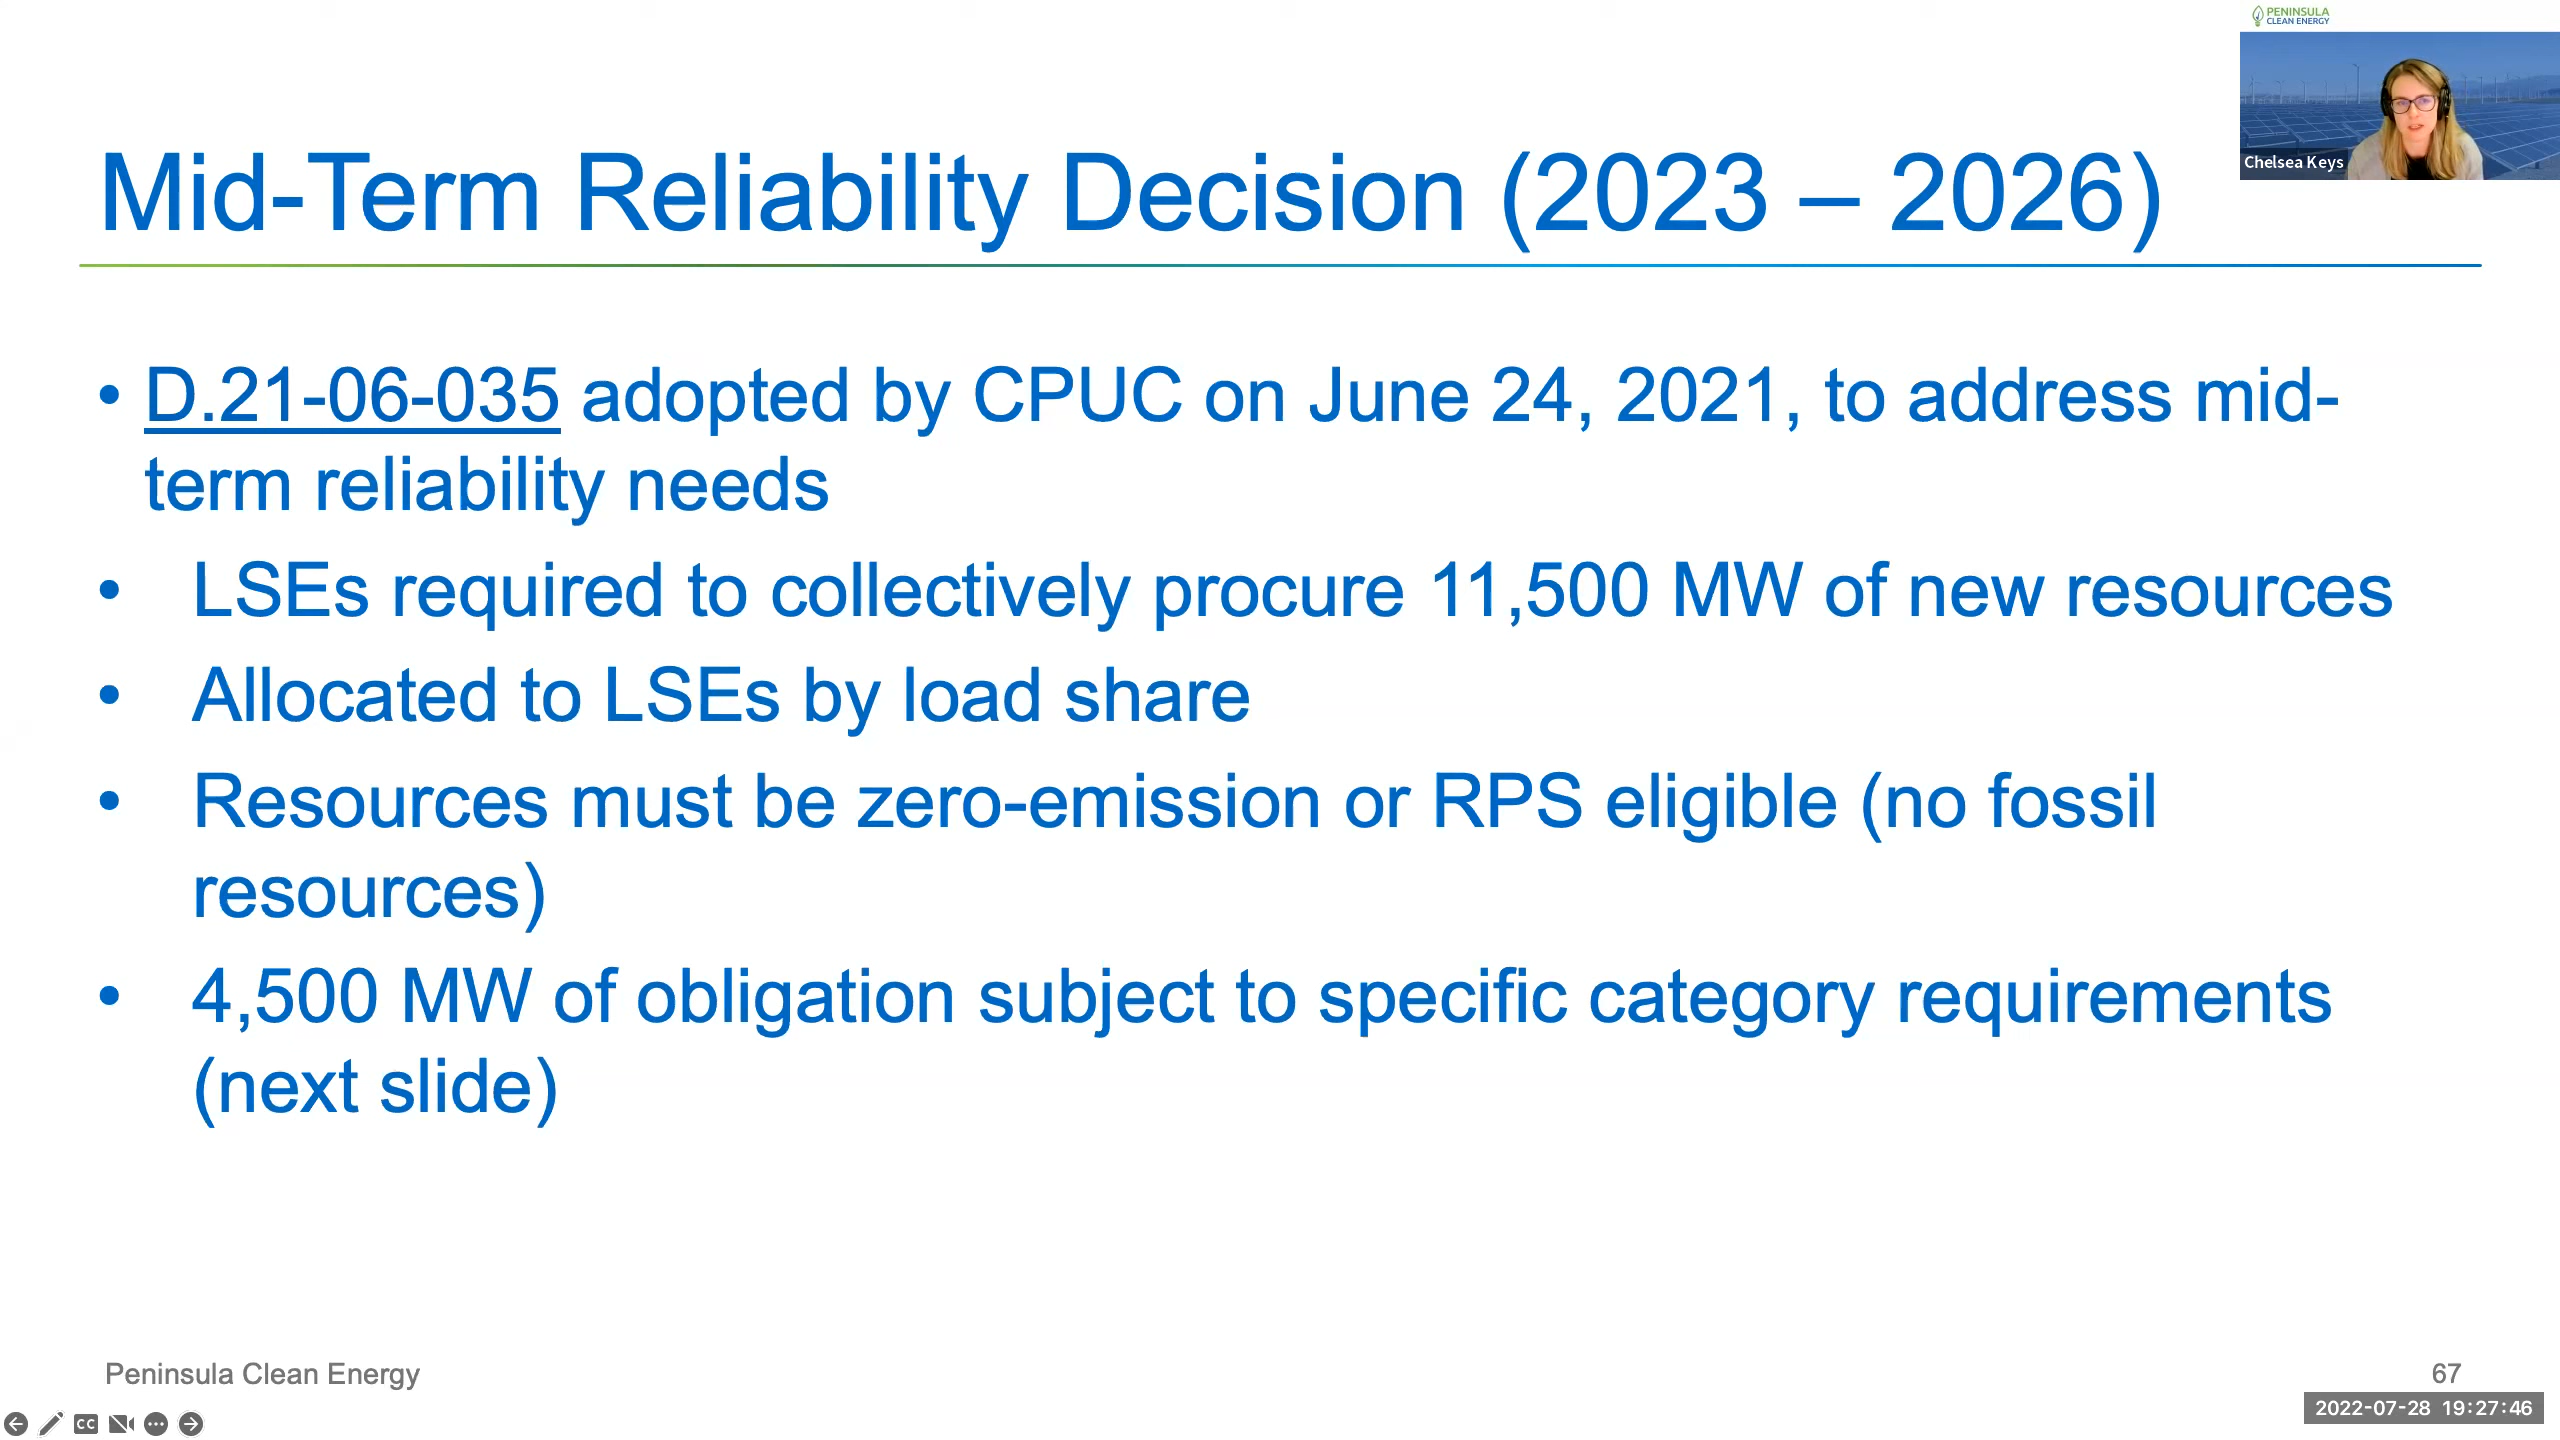 PENINSULA
CLEAN ENERGY
Chelsea Keys
Mid-Term Reliability Decision (2023 – 2026)
• D.21-06-035 adopted by CPUC on June 24, 2021, to address mid-
term reliability needs
• LSEs required to collectively procure 11,500 MW of new resources
• Allocated to LSEs by load share
• Resources must be zero-emission or RPS eligible (no fossil
resources)
• 4,500 MW of obligation subject to specific category requirements
(next slide)
Peninsula Clean Energy
67
CC
2022-07-28 19:27:46